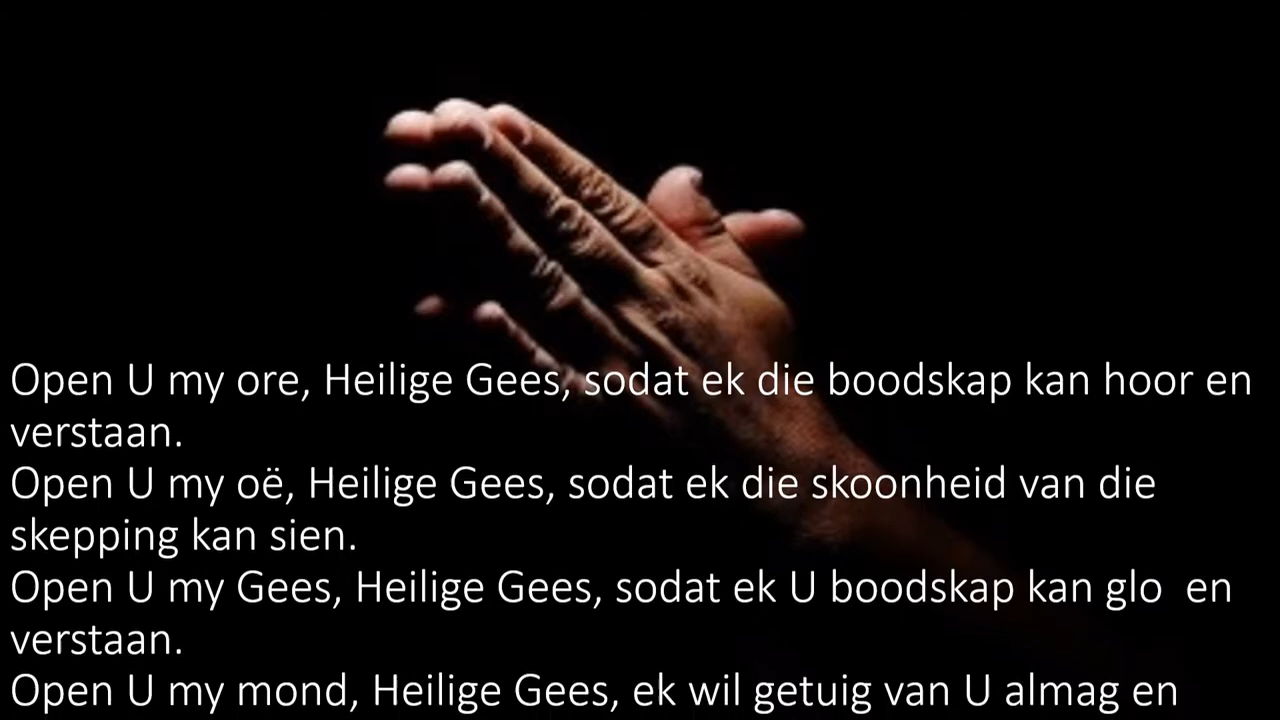 Open U my ore, Heilige Gees, sodat ek die boodskap kan hoor en
verstaan.
Open U my oë, Heilige Gees, sodat ek die skoonheid van die
skepping kan sien.
Open U my Gees, Heilige Gees, sodat ek U boodskap kan glo  en
verstaan.
Open U my mond, Heilige Gees, ek wil getuig van U almag en